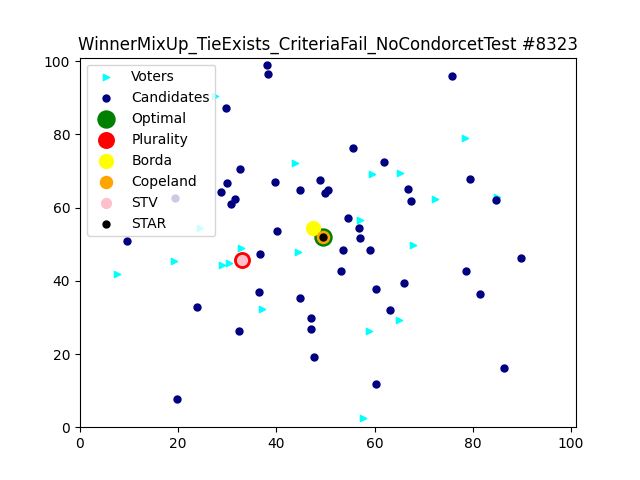 WinnerMixUp_TieExists_CriteriaFail_NoCondorcetTest #8323
100
80
60
40
20
0
Voters
Candidates
Optimal
Plurality
Borda
Copeland
STV
STAR
0 20 40 60 80 100